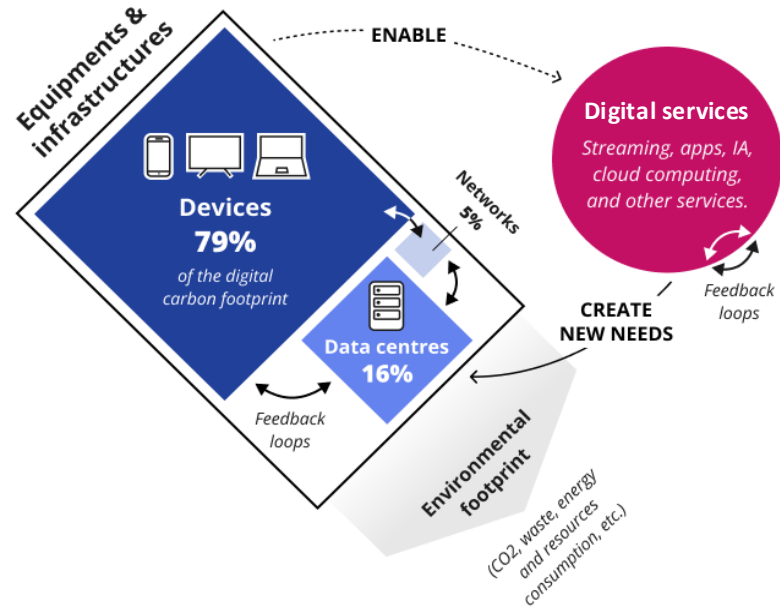 Equipments &
infrastructures
ENABLE
Digital services
Streaming, apps, IA,
cloud computing,
and other services.
Feedback
loops
Networks
5%
Devices
79%
of the digital
carbon footprint
Data centres
16%
Feedback
loops
CREATE
NEW NEEDS
Environmental
footprint
(CO2, waste, energy
and resources
consumption, etc.)